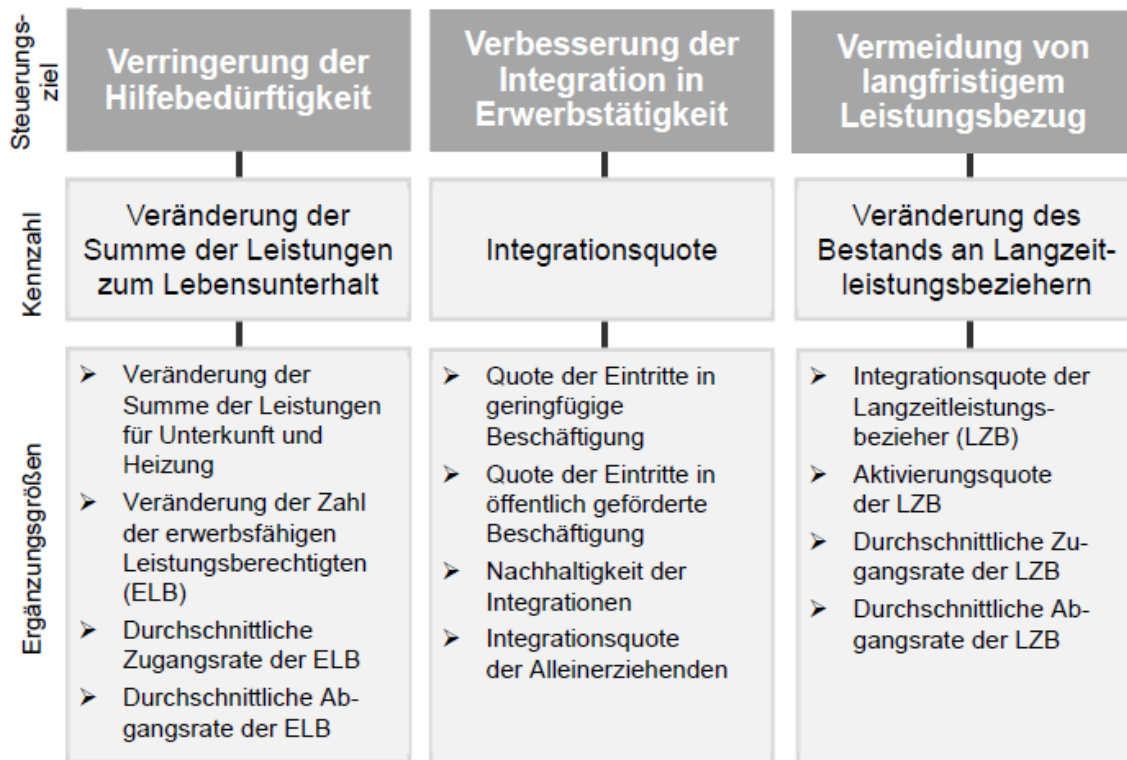 Steuerungs-
ziel
Verringerung der
Hilfebedürftigkeit
Verbesserung der
Integration in
Erwerbstätigkeit
Vermeidung von
langfristigem
Leistungsbezug
Kennzahl
Veränderung der
Summe der Leistungen
zum Lebensunterhalt
Integrationsquote
Veränderung des
Bestands an Langzeit-
leistungsbeziehern
Ergänzungsgrößen
➤ Veränderung der
Summe der Leistungen
für Unterkunft und
Heizung
➤ Veränderung der Zahl
der erwerbsfähigen
Leistungsberechtigten
(ELB)
➤ Durchschnittliche
Zugangsrate der ELB
➤ Durchschnittliche Ab-
gangsrate der ELB
➤ Quote der Eintritte in
geringfügige
Beschäftigung
➤ Quote der Eintritte in
öffentlich geförderte
Beschäftigung
➤ Nachhaltigkeit der
Integrationen
➤ Integrationsquote
der Alleinerziehenden
➤ Integrationsquote der
Langzeitleistungs-
bezieher (LZB)
➤ Aktivierungsquote
der LZB
➤ Durchschnittliche Zu-
gangsrate der LZB
➤ Durchschnittliche Ab-
gangsrate der LZB